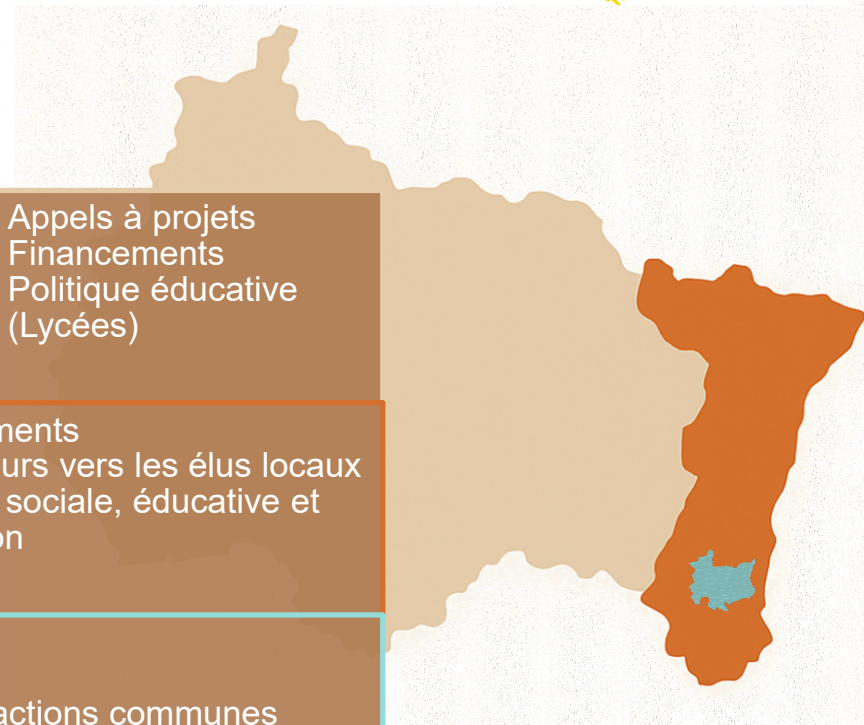 Appels à projets
Financements
Politique éducative
(Lycées)
ments
urs vers les élus locaux
sociale, éducative et
on
actions communes